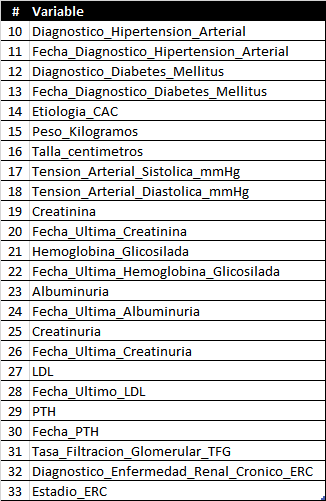 # Variable
10 Diagnostico_Hipertension_Arterial
11 Fecha_Diagnostico_Hipertension_Arterial
12 Diagnostico_Diabetes_Mellitus
13 Fecha_Diagnostico_Diabetes_Mellitus
14 Etiologia_CAC
15 Peso_Kilogramos
16 Talla_centimetros
17 Tension_Arterial_Sistolica_mmHg
18 Tension_Arterial_Diastolica_mmHg
19 Creatinina
20 Fecha_Ultima_Creatinina
21 Hemoglobina_Glicosilada
22 Fecha_Ultima_Hemoglobina_Glicosilada
23 Albuminuria
24 Fecha_Ultima_Albuminuria
25 Creatinuria
26 Fecha_Ultima_Creatinuria
27 LDL
28 Fecha_Ultimo_LDL
29 PTH
30 Fecha_PTH
31 Tasa_Filtracion_Glomerular_TFG
32 Diagnostico_Enfermedad_Renal_Cronico_ERC
33 Estadio_ERC